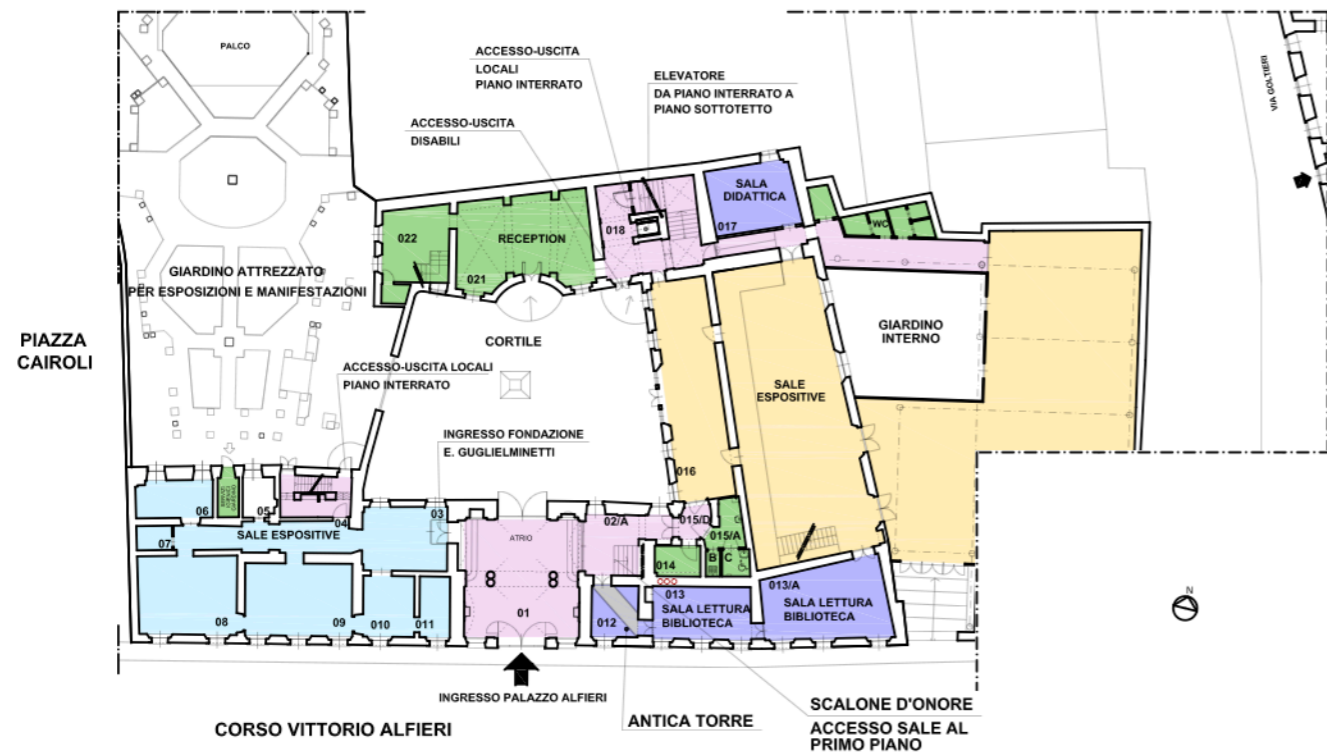 PALCO
ACCESSO-USCITA
LOCALI
PIANO INTERRATO
ELEVATORE
DA PIANO INTERRATO A
PIANO SOTTOTETTO
VIA GOLTIERI
ACCESSO-USCITA
DISABILI
SALA
DIDATTICA
017
018
WC
022
RECEPTION
021
GIARDINO ATTREZZATO
PER ESPOSIZIONI E MANIFESTAZIONI
PIAZZA
CAIROLI
CORTILE
GIARDINO
INTERNO
ACCESSO-USCITA LOCALI
PIANO INTERRATO
SALE
ESPOSITIVE
INGRESSO FONDAZIONE
E. GUGLIELMINETTI
016
06
05
04
03
02/A
015/D
SALE ESPOSITIVE
07
ATRIO
015/A
014
B
C
013/A
013
SALA LETTURA
BIBLIOTECA
SALA LETTURA
BIBLIOTECA
01
08
09
010
011
012
N
INGRESSO PALAZZO ALFIERI
CORSO VITTORIO ALFIERI
ANTICA TORRE
SCALONE D'ONORE
ACCESSO SALE AL
PRIMO PIANO